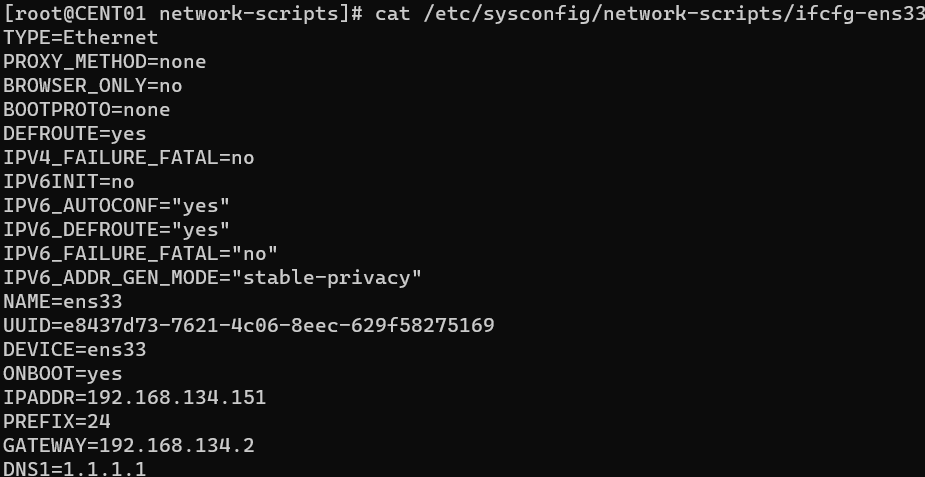 [root@CENT01 network-scripts]# cat /etc/sysconfig/network-scripts/ifcfg-ens33
TYPE=Ethernet
PROXY_METHOD=none
BROWSER_ONLY=no
BOOTPROTO=none
DEFROUTE=yes
IPV4_FAILURE_FATAL=no
IPV6INIT=no
IPV6_AUTOCONF="yes"
IPV6_DEFROUTE="yes"
IPV6_FAILURE_FATAL="no"
IPV6_ADDR_GEN_MODE="stable-privacy"
NAME=ens33
UUID=e8437d73-7621-4c06-8eec-629f58275169
DEVICE=ens33
ONBOOT=yes
IPADDR=192.168.134.151
PREFIX=24
GATEWAY=192.168.134.2
DNS1=1.1.1.1